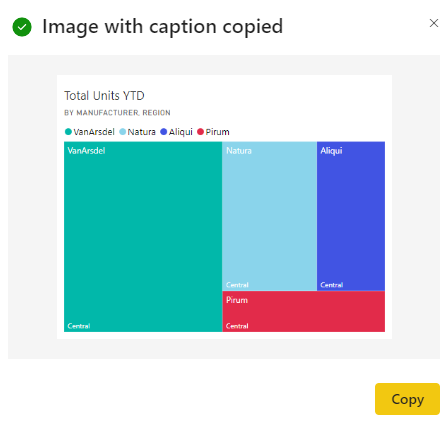 Image with caption copied
Total Units YTD
BY MANUFACTURER, REGION
VanArsdel Natura Aliqui Pirum
VanArsdel Natura Aliqui
Central Central
Pirum
Central Central
Copy